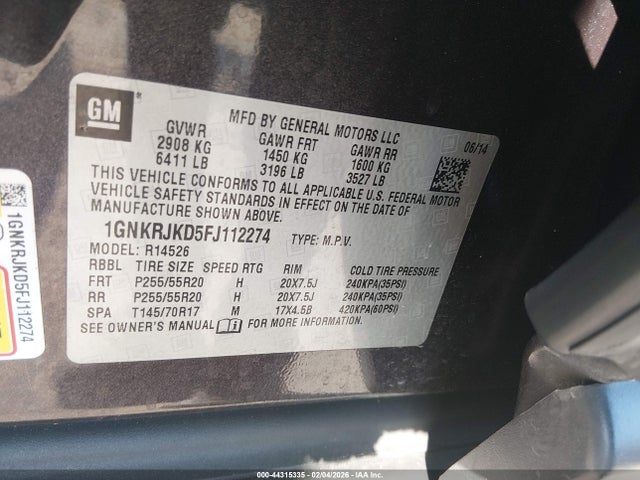 GM
MFD BY GENERAL MOTORS LLC
06/14
GVWR GAWR FRT GAWR RR
2908 KG 1450 KG 1600 KG
6411 LB 3196 LB 3527 LB
THIS VEHICLE CONFORMS TO ALL APPLICABLE U.S. FEDERAL MOTOR
VEHICLE SAFETY STANDARDS IN EFFECT ON THE DATE OF
MANUFACTURE SHOWN ABOVE.
1GNKRJKD5FJ112274 TYPE: M.P.V.
MODEL: R14526
RBBL TIRE SIZE SPEED RTG RIM COLD TIRE PRESSURE
FRT P255/55R20 H 20X7.5J 240KPA(35PSI)
RR P255/55R20 H 20X7.5J 240KPA(35PSI)
SPA T145/70R17 M 17X4.5B 420KPA(60PSI)
SEE OWNER'S MANUAL FOR MORE INFORMATION.
1GNKRJKD5FJ112274
000-44315335 - 02/04/2026 - IAA Inc.